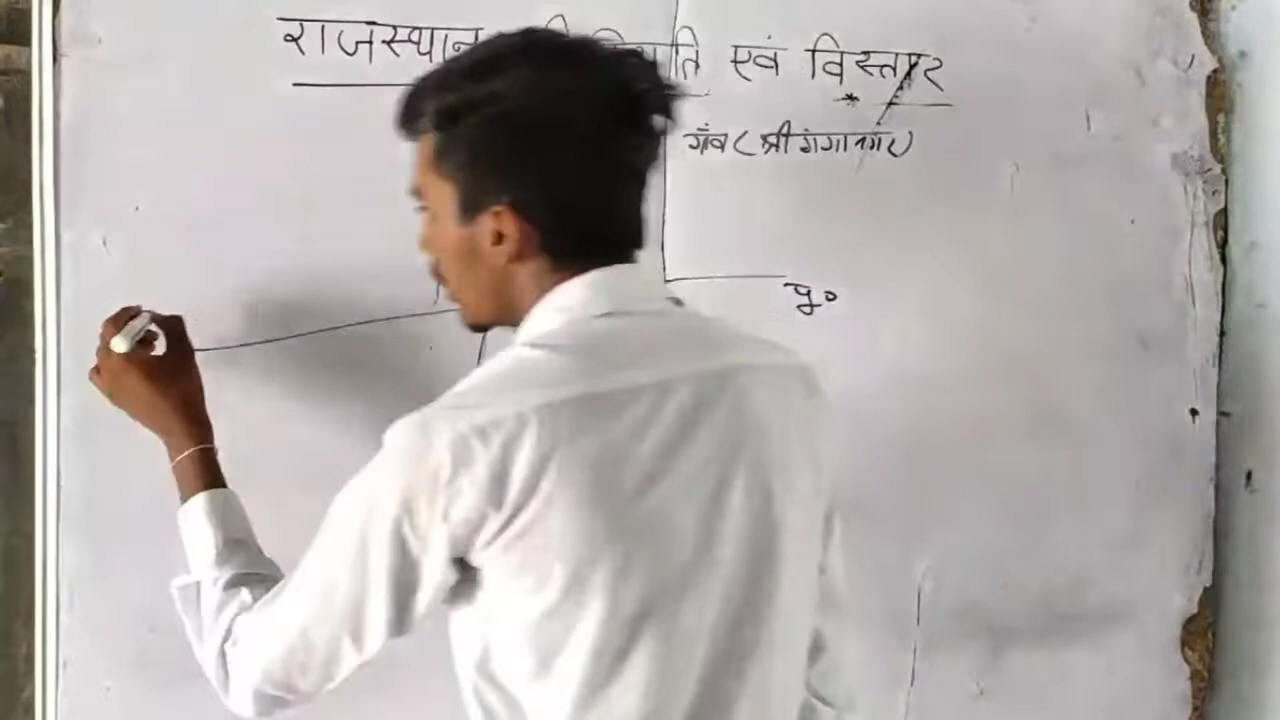 राजस्थान एवं विस्तार
गाँव (श्री गंगानगर)
पू०